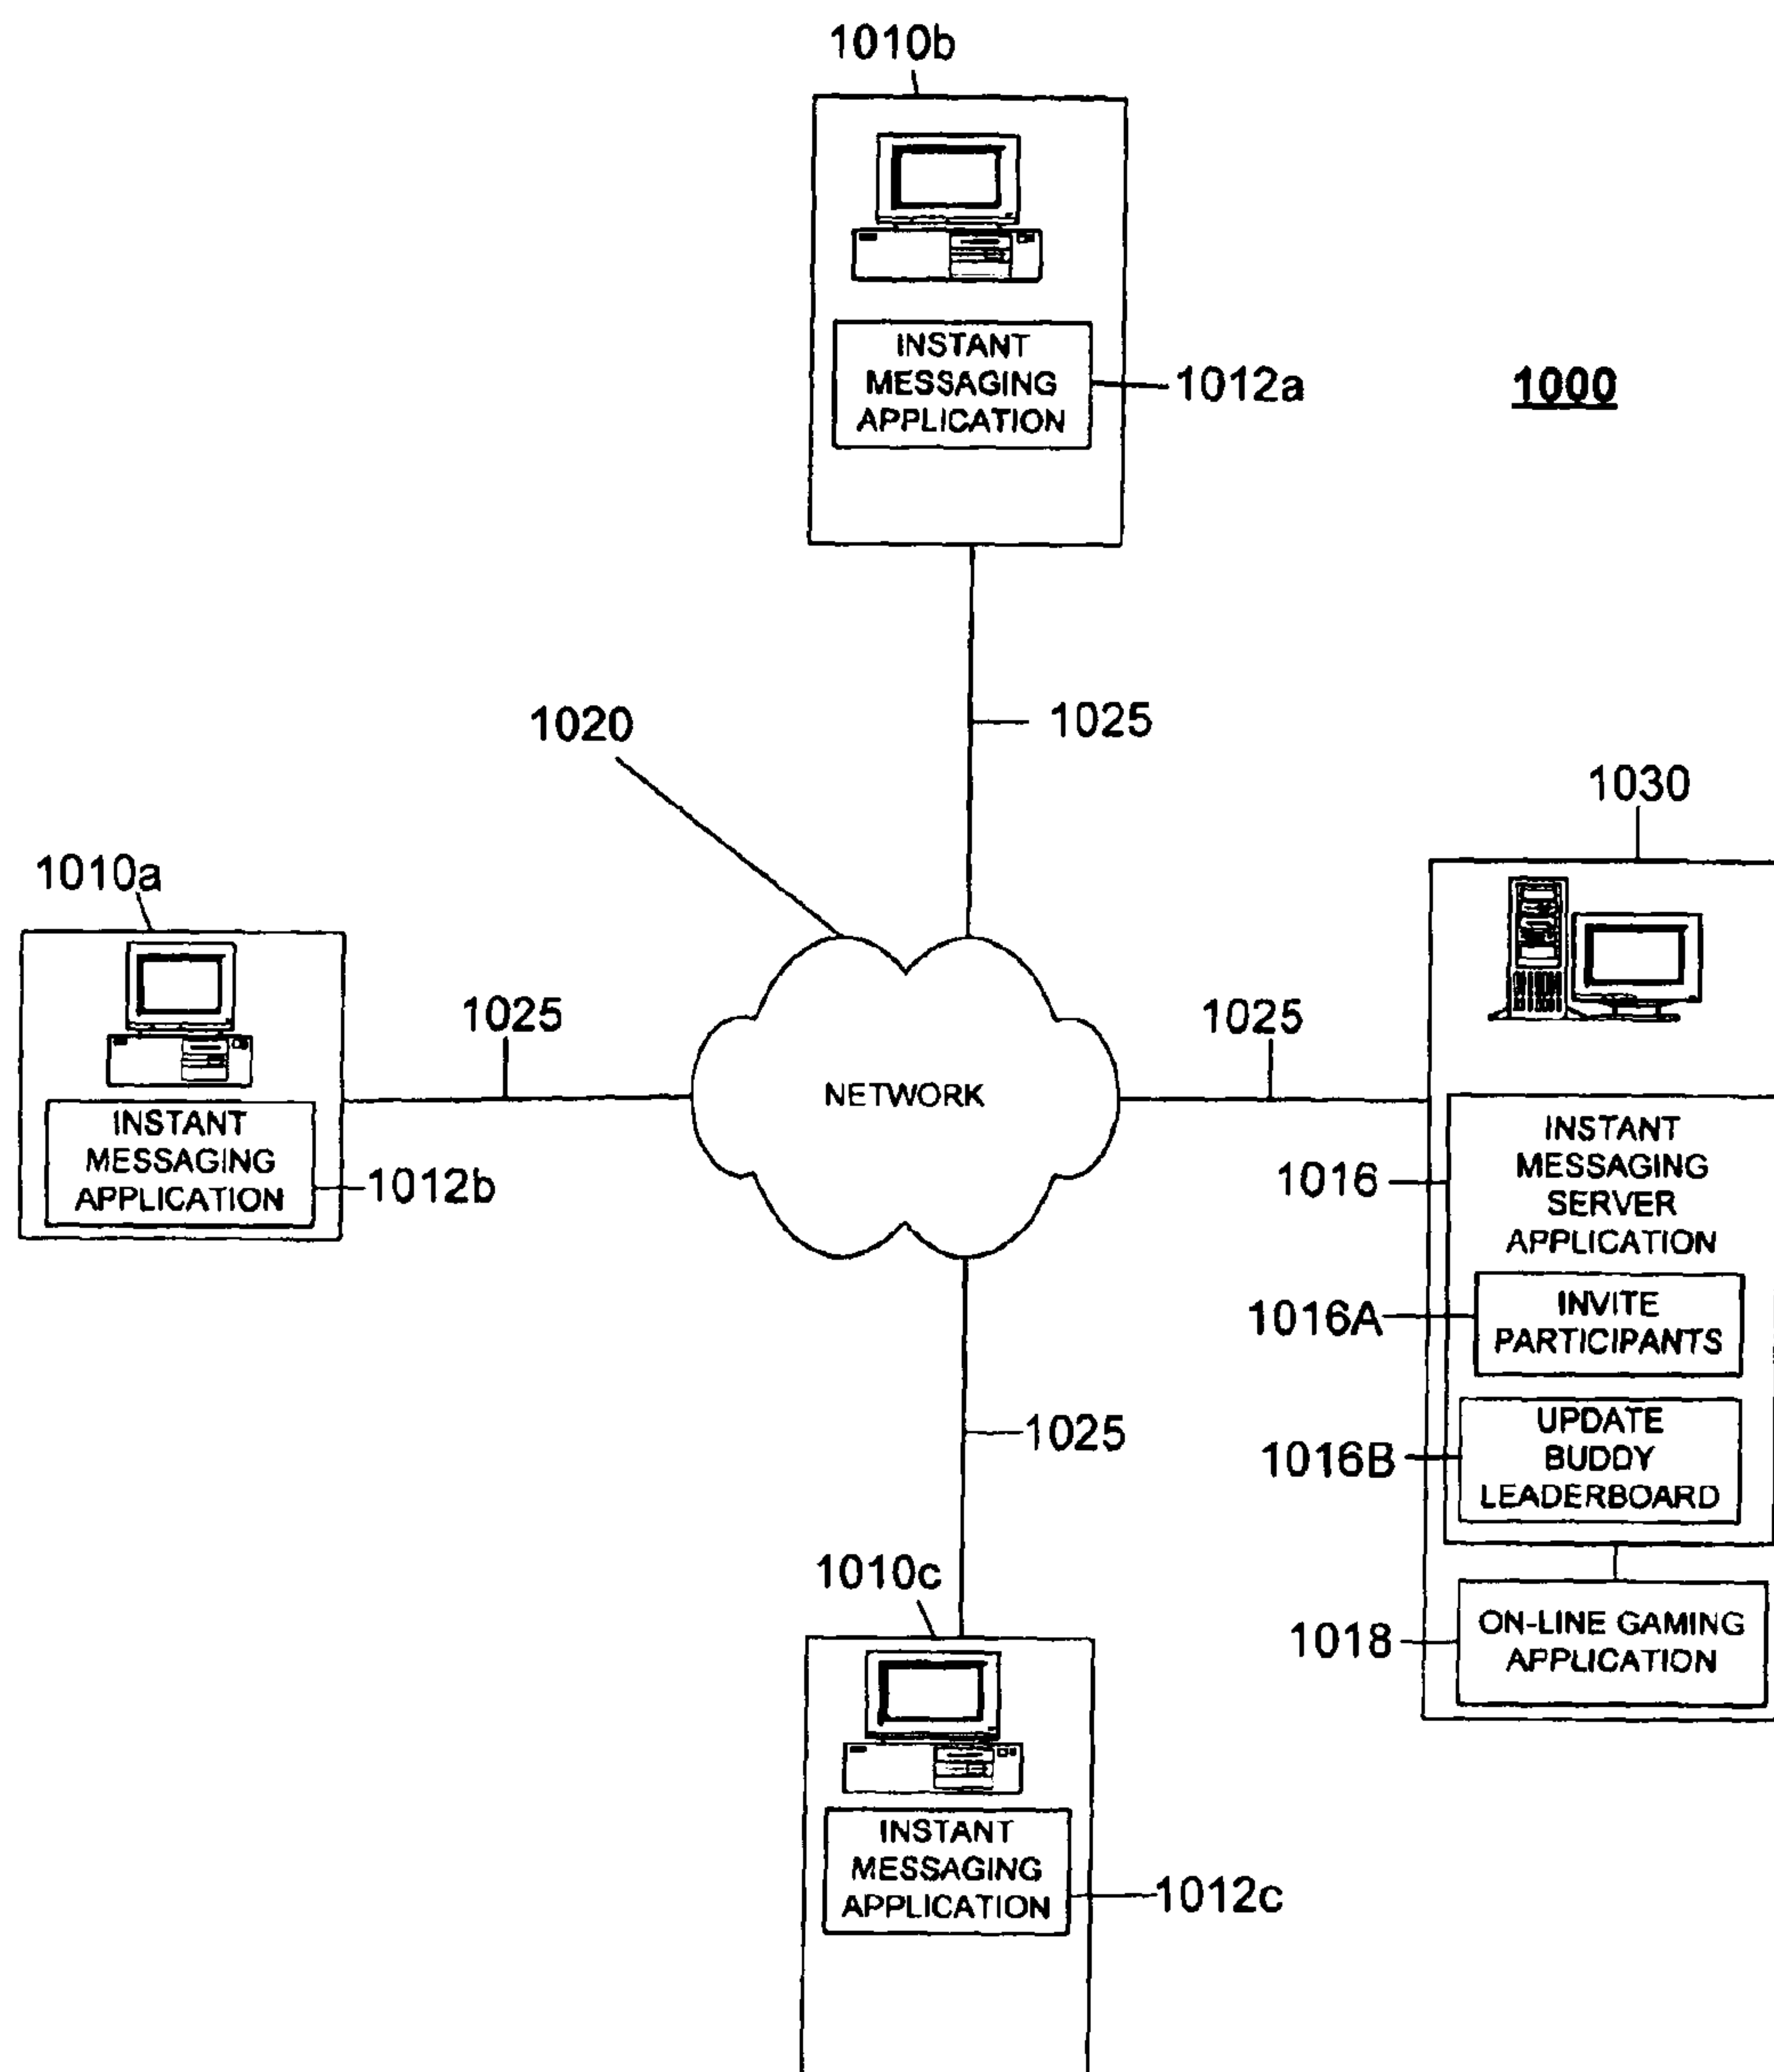 1010b
INSTANT
MESSAGING
APPLICATION
1012a
1000
1020
1025
1030
1010a
INSTANT
MESSAGING
APPLICATION
1012b
1025
NETWORK
1025
INSTANT
MESSAGING
SERVER
APPLICATION
1016
INVITE
PARTICIPANTS
1016A
UPDATE
BUDDY
LEADERBOARD
1016B
ON-LINE GAMING
APPLICATION
1018
1025
1010c
INSTANT
MESSAGING
APPLICATION
1012c